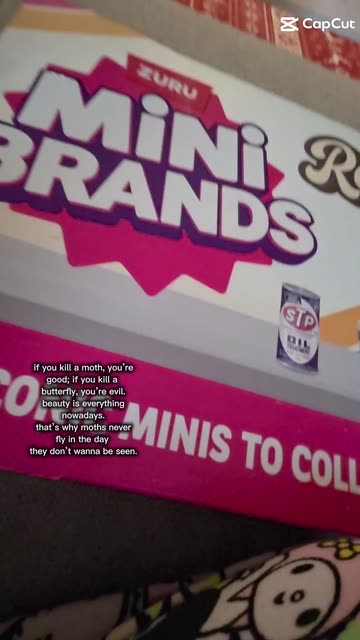 CapCut
ZURU
MiNi
BRANDS
STP
OIL
TREATMENT
if you kill a moth, you're
good; if you kill a
butterfly, you're evil.
beauty is everything
nowadays.
that's why moths never
fly in the day
they don't wanna be seen.
MINIS TO COLL